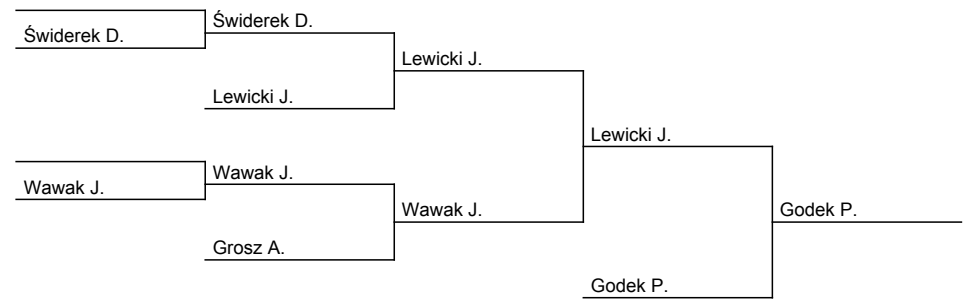 Świderek D.
Świderek D.
Lewicki J.
Lewicki J.
Lewicki J.
Wawak J.
Wawak J.
Wawak J.
Grosz A.
Godek P.
Godek P.